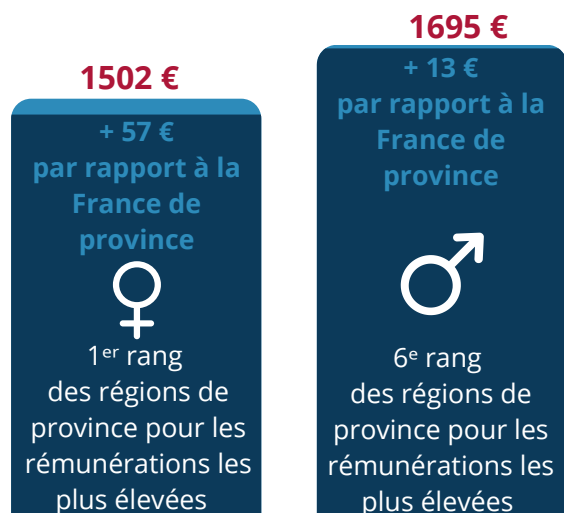 1502 €
+ 57 €
par rapport à la
France de
province
1er rang
des régions de
province pour les
rémunérations les
plus élevées
1695 €
+ 13 €
par rapport à la
France de
province
6e rang
des régions de
province pour les
rémunérations les
plus élevées